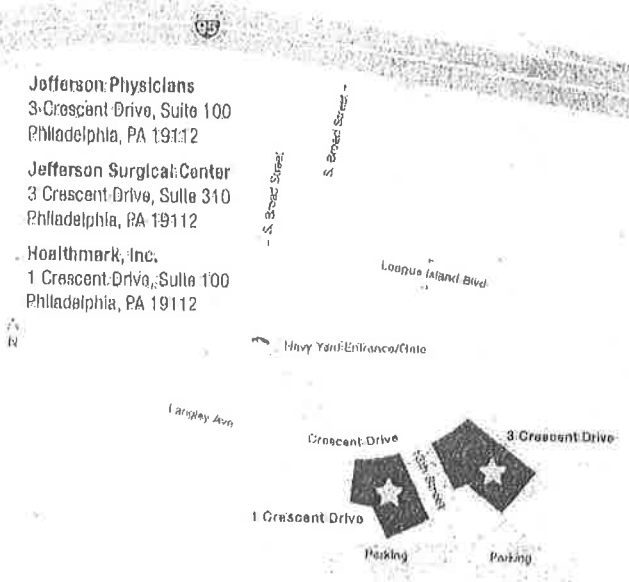 95
Jefferson Physicians
3 Crescent Drive, Suite 100
Philadelphia, PA 19112
Jefferson Surgical Center
3 Crescent Drive, Suite 310
Philadelphia, PA 19112
Healthmark, Inc.
1 Crescent Drive, Suite 100
Philadelphia, PA 19112
S. Broad Street
S. Broad Street
League Island Blvd
N
Navy Yard Entrance/Gate
Langley Ave
Crescent Drive
3 Crescent Drive
Street
1 Crescent Drive
Parking
Parking